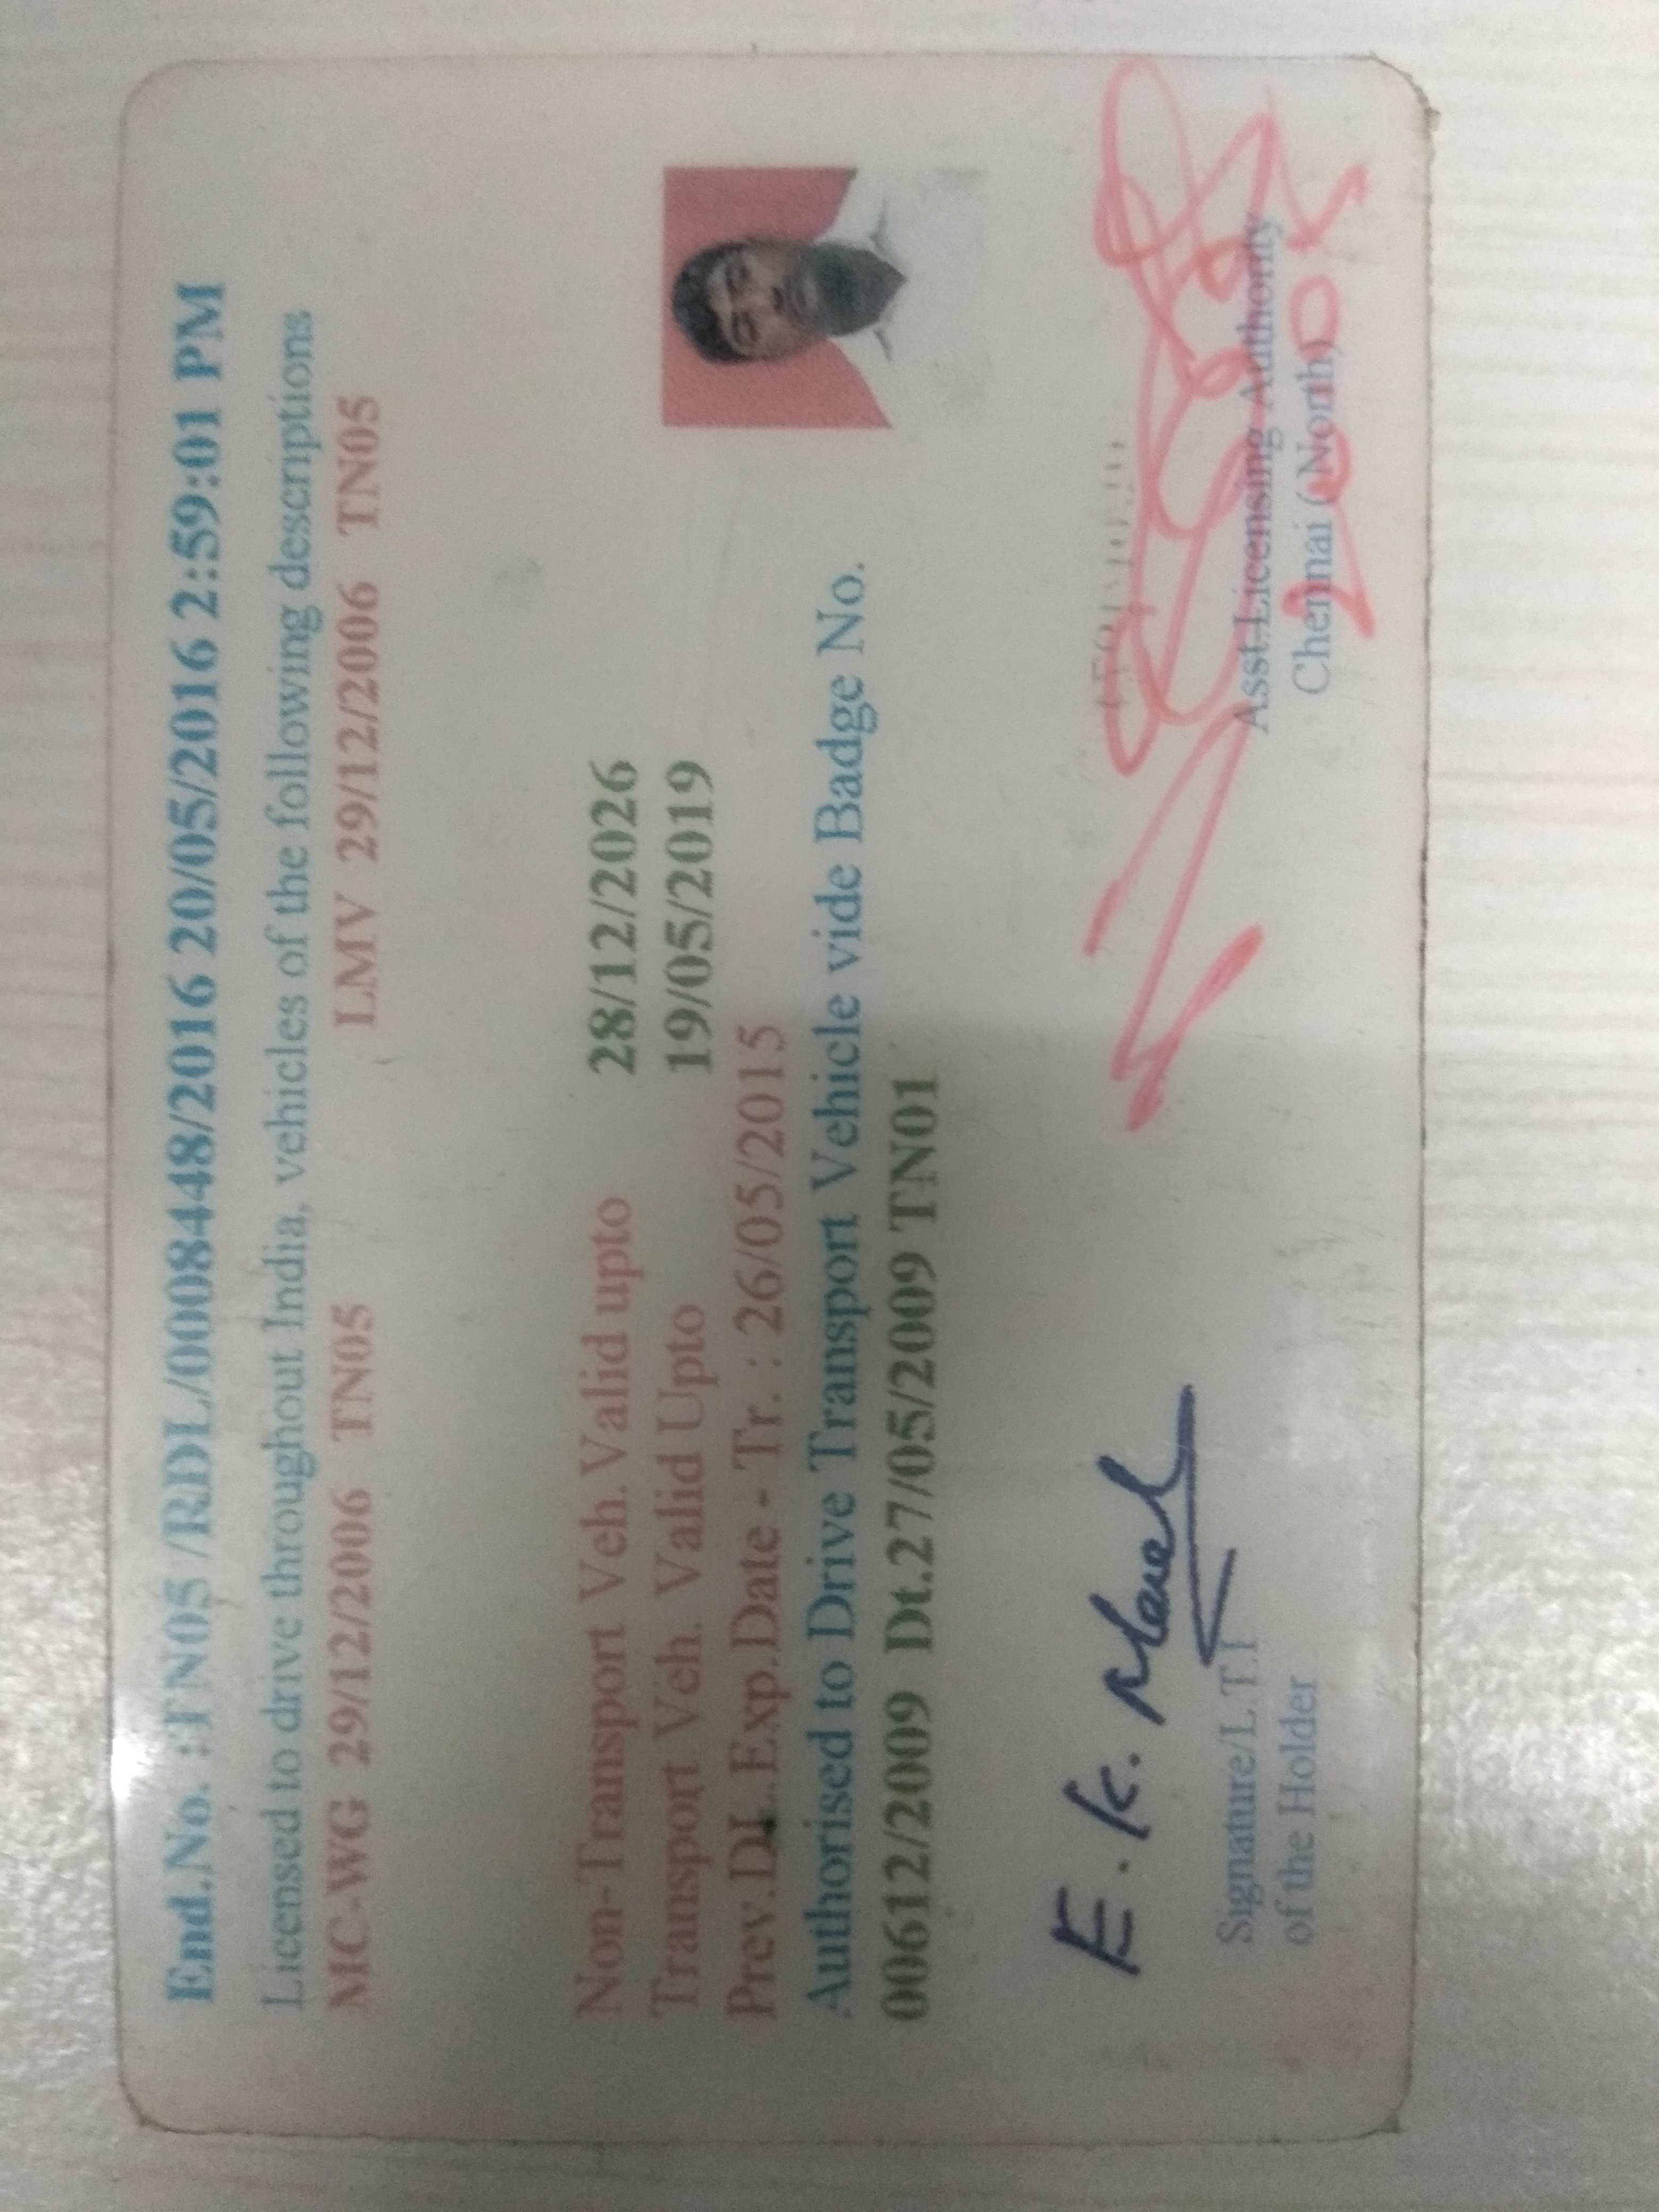 End.No. :TN05 /RDL/0008448/2016 20/05/2016 2:59:01 PM
Licensed to drive throughout India, vehicles of the following descriptions
MC-WG 29/12/2006 TN05 LMV 29/12/2006 TN05
Non-Transport Veh. Valid upto 28/12/2026
Transport Veh. Valid Upto 19/05/2019
Prev.DL.Exp.Date - Tr. : 26/05/2015
Authorised to Drive Transport Vehicle vide Badge No.
00612/2009 Dt.27/05/2009 TN01
E. K.
Signature/L.T.I
of the Holder
Asst.Licensing Authority
Chennai (North)